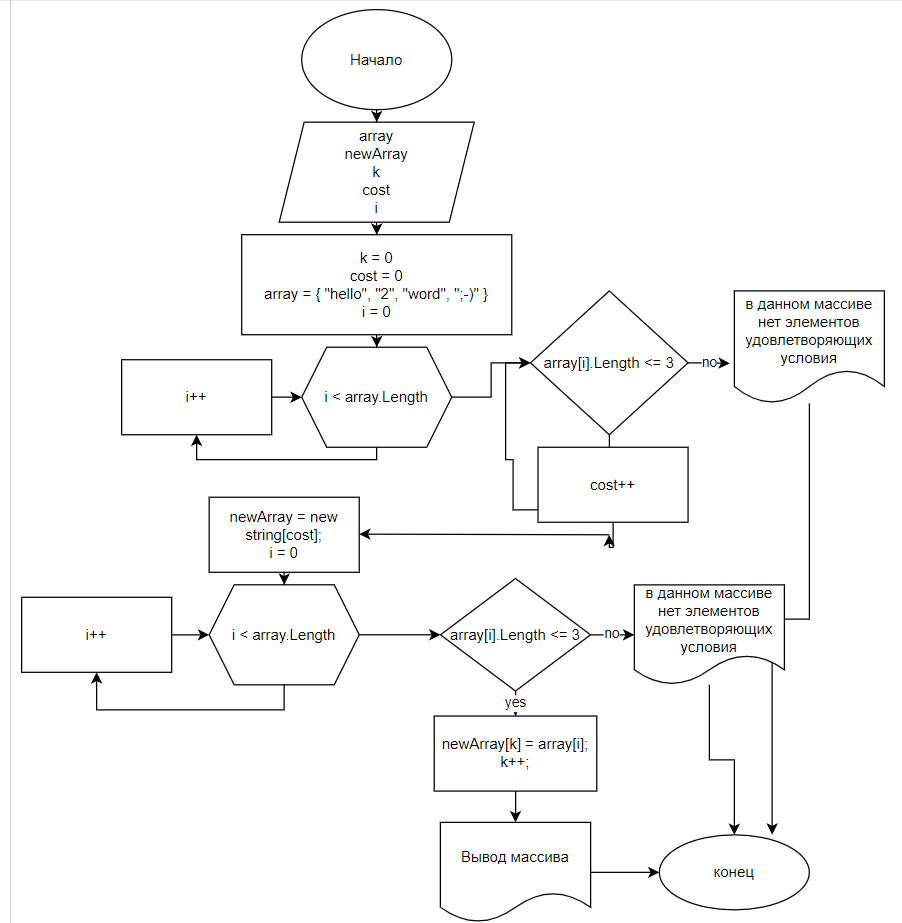 Начало
array
newArray
k
cost
i
k = 0
cost = 0
array = { "hello", "2", "word", ":-)" }
i = 0
i++
i < array.Length
array[i].Length <= 3
no
в данном массиве
нет элементов
удовлетворяющих
условия
cost++
newArray = new
string[cost];
i = 0
i++
i < array.Length
array[i].Length <= 3
no
в данном массиве
нет элементов
удовлетворяющих
условия
yes
newArray[k] = array[i];
k++;
Вывод массива
конец